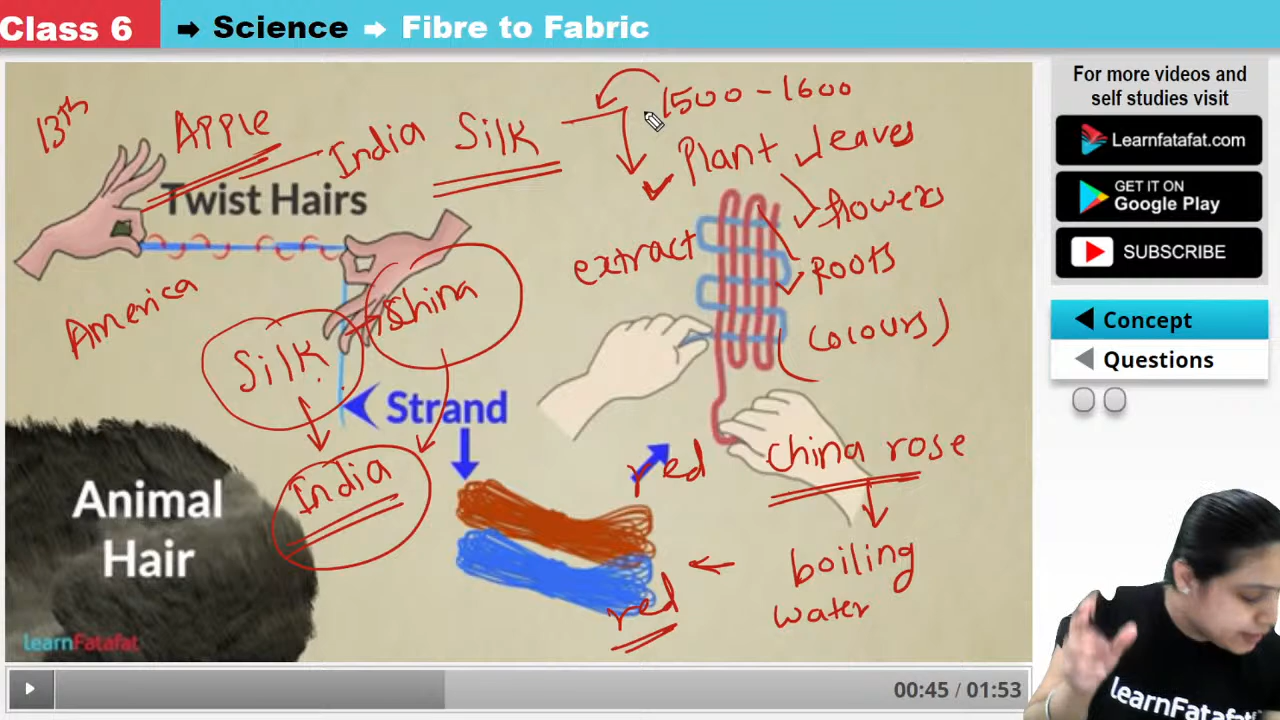 Class 6
➡ Science ➡ Fibre to Fabric
For more videos and
self studies visit
Learnfatafat.com
GET IT ON
Google Play
SUBSCRIBE
◀ Concept
◀ Questions
13th
Apple
India Silk
1500 - 1600
Plant
leaves
flowers
Roots
(colours)
extract
Twist Hairs
America
Silk
China
India
Strand
Animal
Hair
red
China rose
boiling
water
red
learnFatafat
00:45 / 01:53
learnFatafat